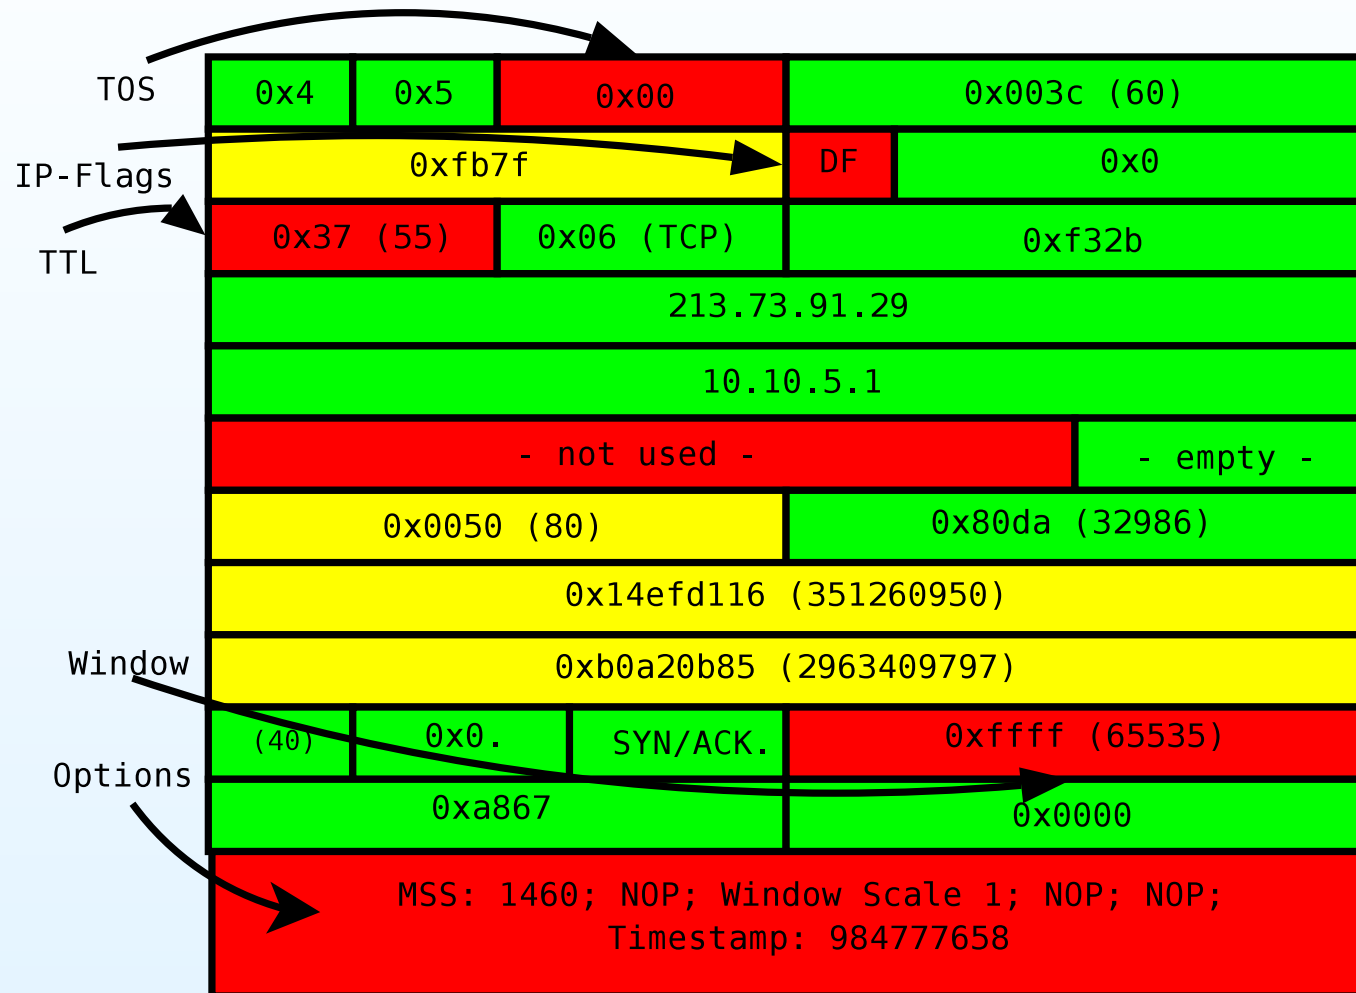 TOS
0x4 0x5 0x00 0x003c (60)
IP-Flags
0xfb7f DF 0x0
TTL
0x37 (55) 0x06 (TCP) 0xf32b
213.73.91.29
10.10.5.1
- not used - - empty -
0x0050 (80) 0x80da (32986)
0x14efd116 (351260950)
Window
0xb0a20b85 (2963409797)
(40) 0x0. SYN/ACK. 0xffff (65535)
Options
0xa867 0x0000
MSS: 1460; NOP; Window Scale 1; NOP; NOP;
Timestamp: 984777658